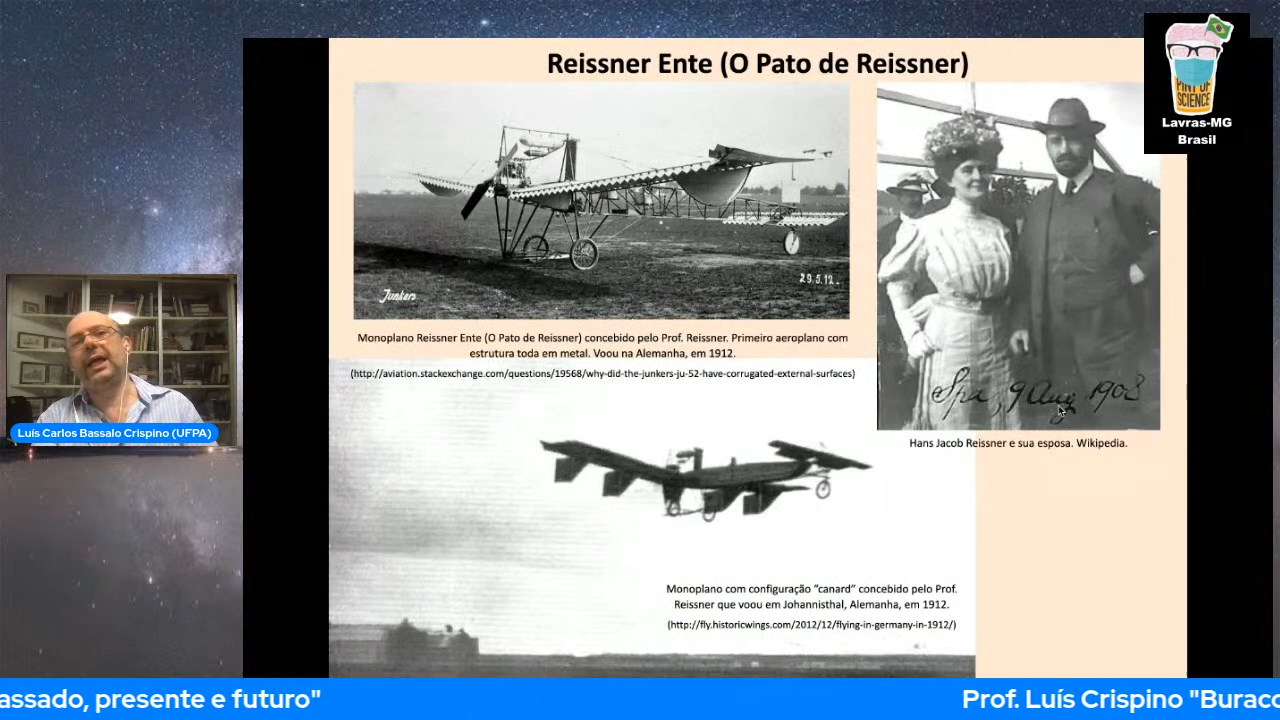 Reissner Ente (O Pato de Reissner)
PINT OF
SCIENCE
Lavras-MG
Brasil
29.5.12.
Junkers
Monoplano Reissner Ente (O Pato de Reissner) concebido pelo Prof. Reissner. Primeiro aeroplano com
estrutura toda em metal. Voou na Alemanha, em 1912.
(http://aviation.stackexchange.com/questions/19568/why-did-the-junkers-ju-52-have-corrugated-external-surfaces)
Spa, 9 Aug 1908
Hans Jacob Reissner e sua esposa. Wikipedia.
Luís Carlos Bassalo Crispino (UFPA)
Monoplano com configuração “canard” concebido pelo Prof.
Reissner que voou em Johannisthal, Alemanha, em 1912.
(http://fly.historicwings.com/2012/12/flying-in-germany-in-1912/)
assado, presente e futuro" Prof. Luís Crispino "Buraco